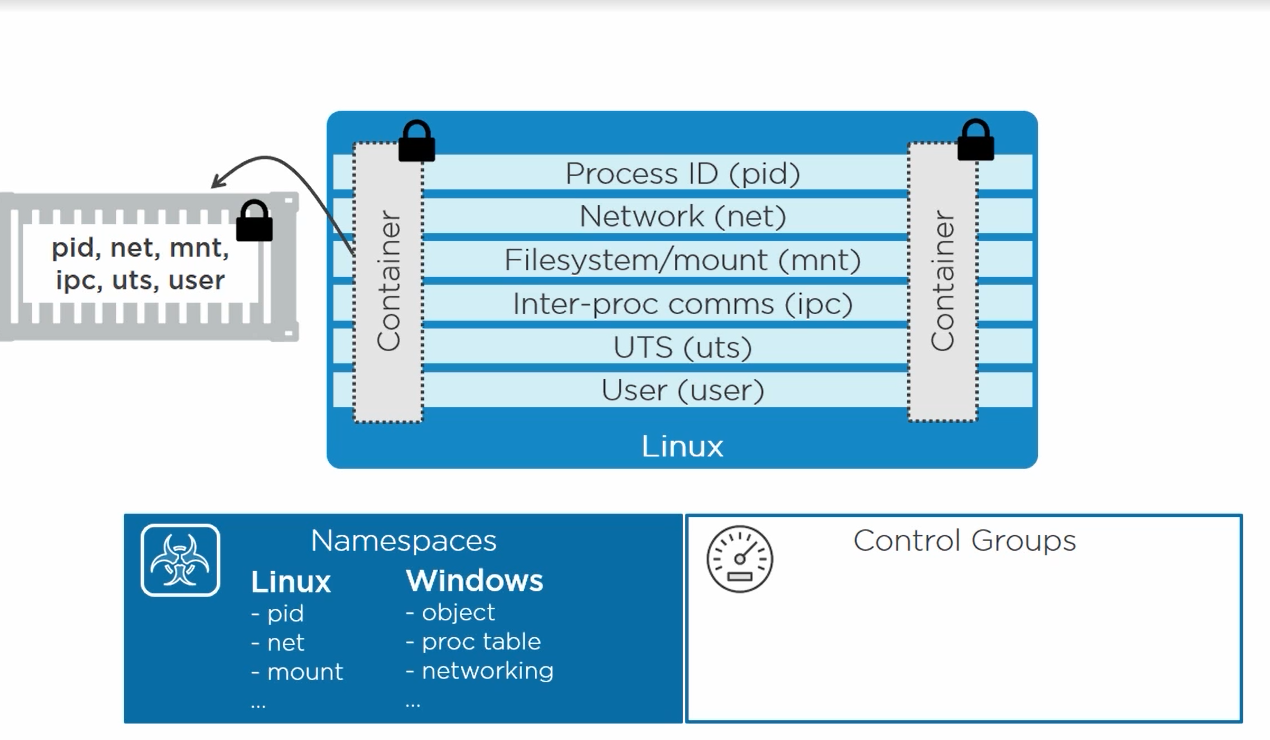 Process ID (pid)
Network (net)
Filesystem/mount (mnt)
Inter-proc comms (ipc)
UTS (uts)
User (user)
Linux
Container
Container
pid, net, mnt,
ipc, uts, user
Namespaces
Linux
- pid
- net
- mount
...
Windows
- object
- proc table
- networking
...
Control Groups